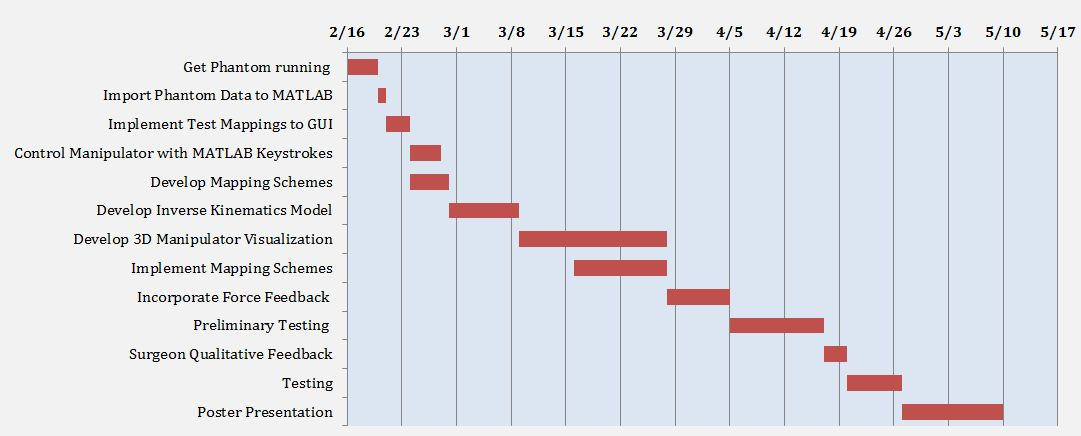 2/16 2/23 3/1 3/8 3/15 3/22 3/29 4/5 4/12 4/19 4/26 5/3 5/10 5/17
Get Phantom running
Import Phantom Data to MATLAB
Implement Test Mappings to GUI
Control Manipulator with MATLAB Keystrokes
Develop Mapping Schemes
Develop Inverse Kinematics Model
Develop 3D Manipulator Visualization
Implement Mapping Schemes
Incorporate Force Feedback
Preliminary Testing
Surgeon Qualitative Feedback
Testing
Poster Presentation